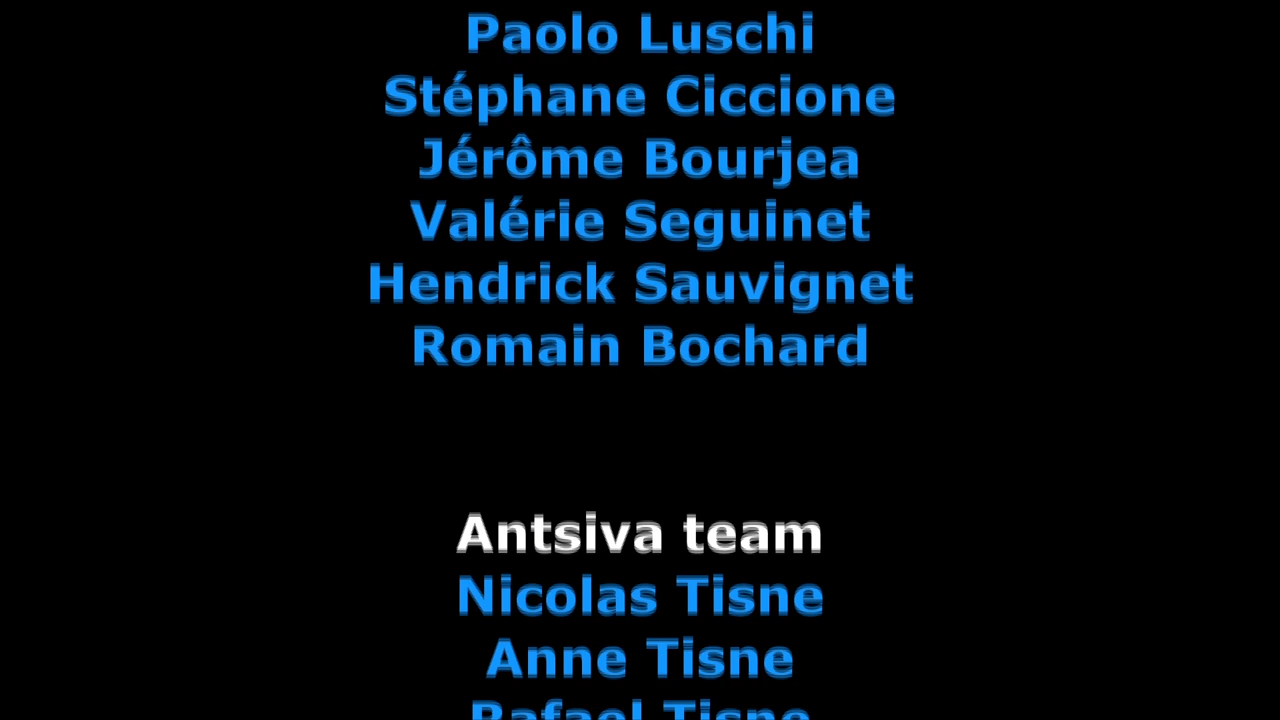 Paolo Luschi
Stéphane Ciccione
Jérôme Bourjea
Valérie Seguinet
Hendrick Sauvignet
Romain Bochard
Antsiva team
Nicolas Tisne
Anne Tisne
Rafael Tisne